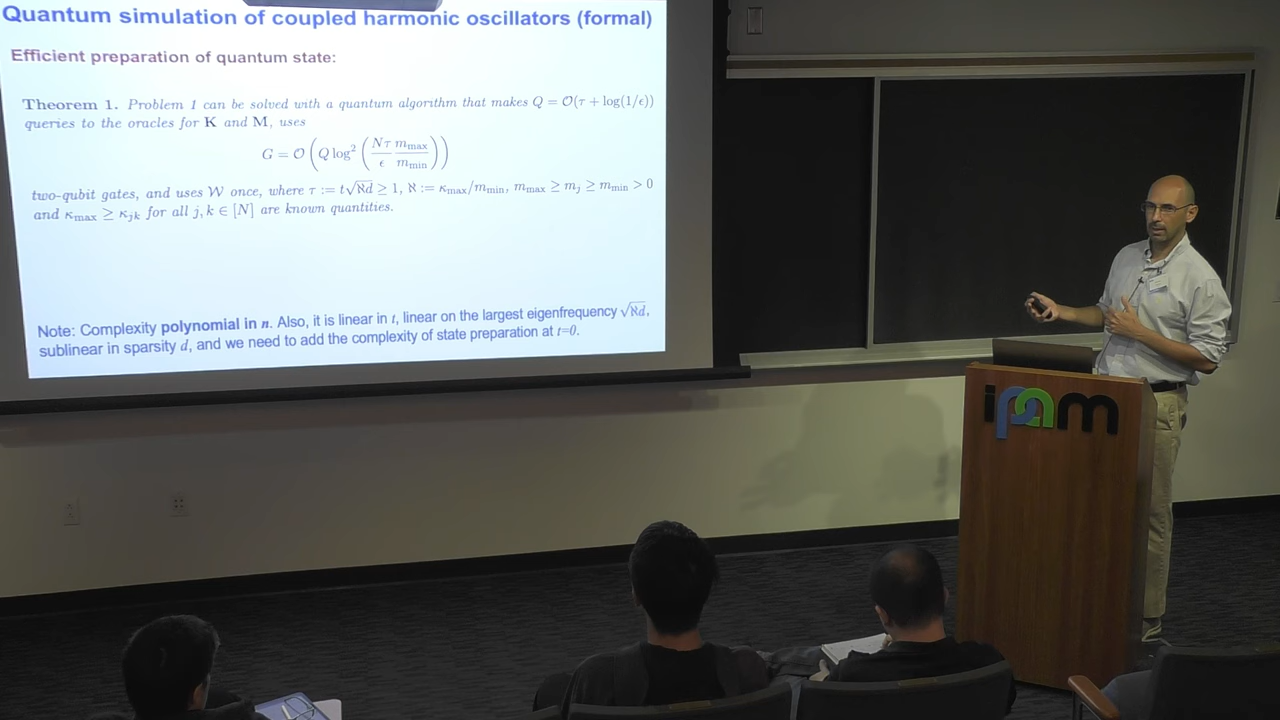 Quantum simulation of coupled harmonic oscillators (formal)
Efficient preparation of quantum state:
Theorem 1. Problem 1 can be solved with a quantum algorithm that makes Q = 𝒪(τ + log(1/ϵ))
queries to the oracles for K and M, uses
G = 𝒪(Q log²(Nτ/ϵ m_max/m_min))
two-qubit gates, and uses 𝒲 once, where τ := t√(ℵd) ≥ 1, ℵ := κ_max/m_min, m_max ≥ m_j ≥ m_min > 0
and κ_max ≥ κ_jk for all j, k ∈ [N] are known quantities.
Note: Complexity polynomial in n. Also, it is linear in t, linear on the largest eigenfrequency √(ℵd),
sublinear in sparsity d, and we need to add the complexity of state preparation at t=0.
ipam